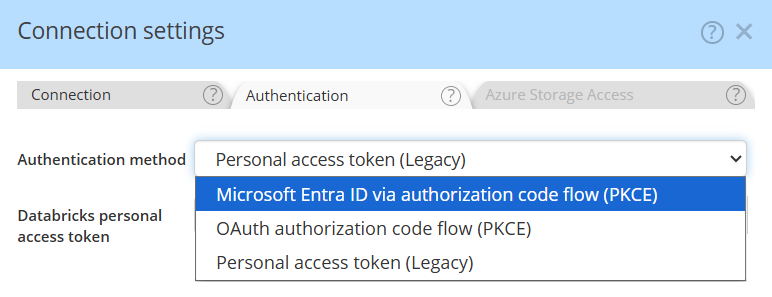 Connection settings
?
Connection ?
Authentication ?
Azure Storage Access ?
Authentication method
Personal access token (Legacy)
Microsoft Entra ID via authorization code flow (PKCE)
OAuth authorization code flow (PKCE)
Personal access token (Legacy)
Databricks personal
access token